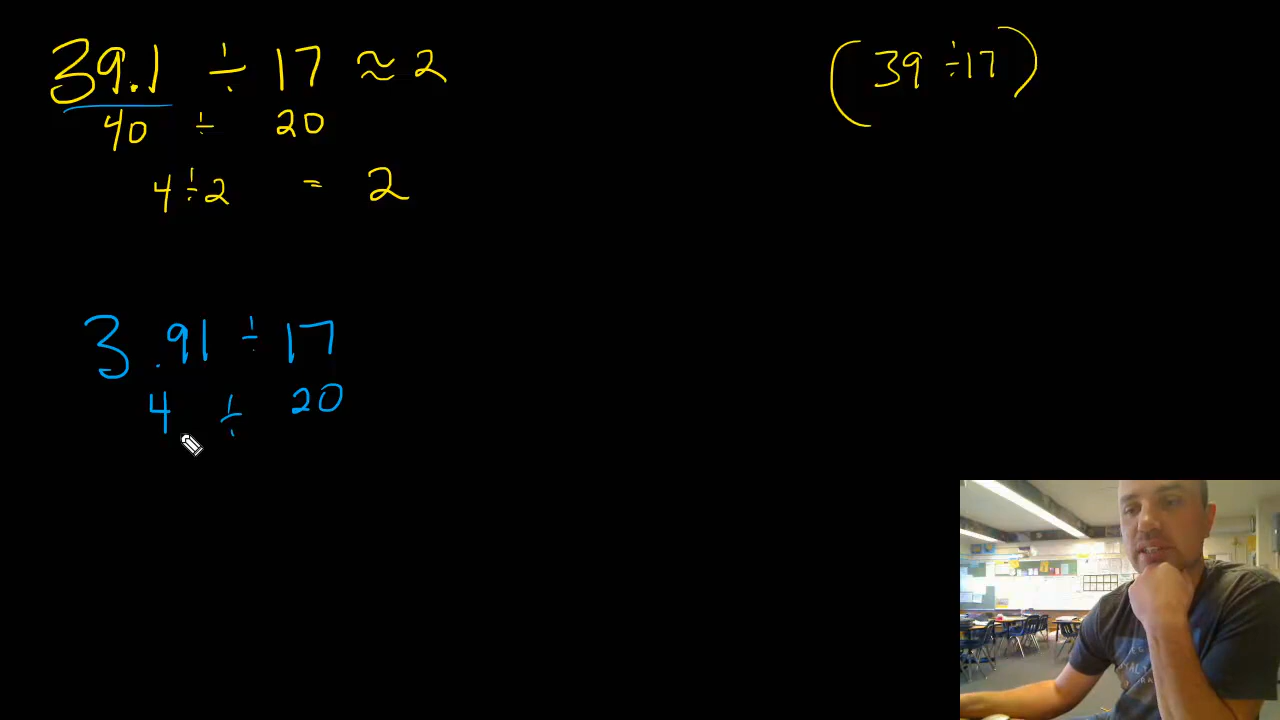 39.1 ÷ 17 ≈ 2
(39 ÷ 17)
40 ÷ 20
4 ÷ 2 = 2
3.91 ÷ 17
4 ÷ 20